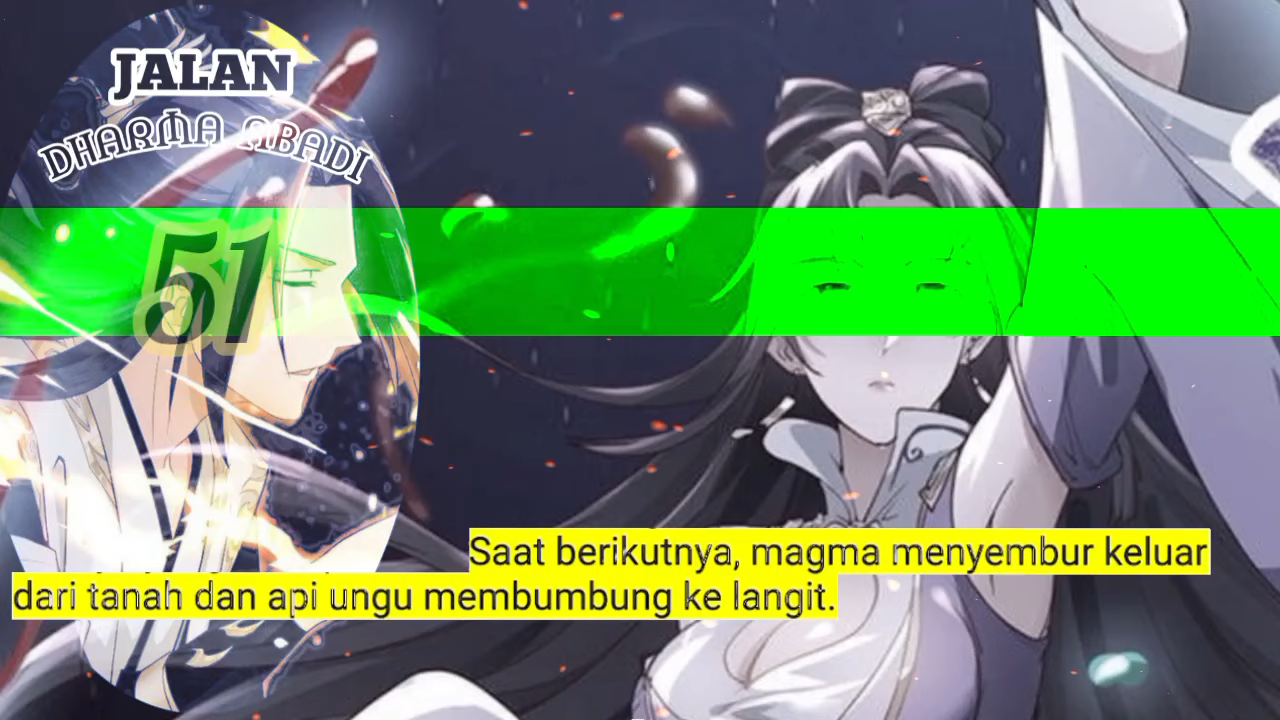 JALAN
DHARMA ABADI
51
Saat berikutnya, magma menyembur keluar
dari tanah dan api ungu membumbung ke langit.